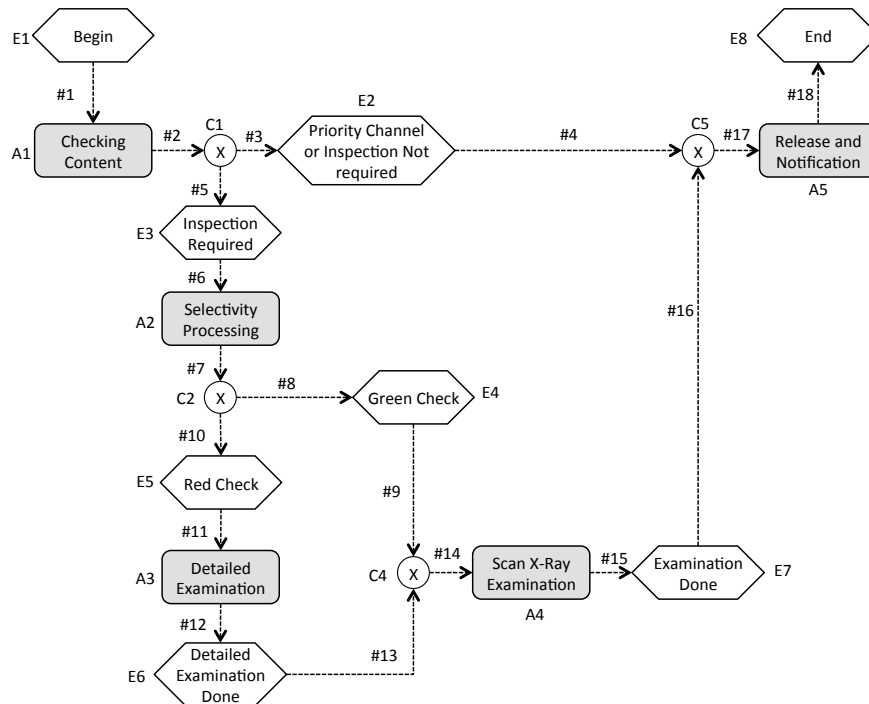 E1
Begin
E8
End
#1
#18
E2
C1
C5
#2
#3
#4
#17
A1
Checking
Content
X
Priority Channel
or Inspection Not
required
X
Release and
Notification
A5
#5
E3
Inspection
Required
#6
A2
Selectivity
Processing
#16
#7
#8
C2
X
Green Check
E4
#10
E5
Red Check
#9
#11
A3
Detailed
Examination
C4
X
#14
Scan X-Ray
Examination
A4
#15
Examination
Done
E7
#12
E6
Detailed
Examination
Done
#13